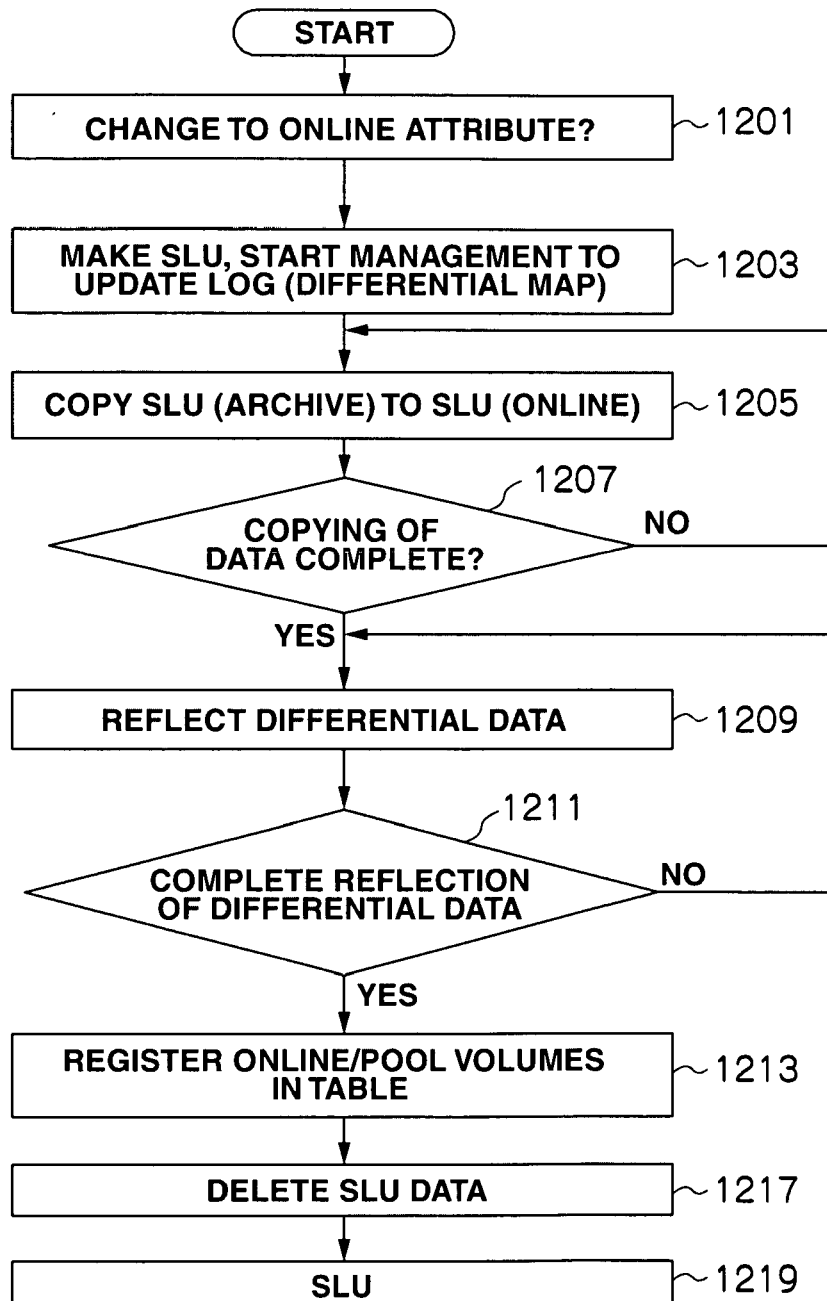 START
CHANGE TO ONLINE ATTRIBUTE?
1201
MAKE SLU, START MANAGEMENT TO
UPDATE LOG (DIFFERENTIAL MAP)
1203
COPY SLU (ARCHIVE) TO SLU (ONLINE)
1205
1207
COPYING OF
DATA COMPLETE?
NO
YES
REFLECT DIFFERENTIAL DATA
1209
1211
COMPLETE REFLECTION
OF DIFFERENTIAL DATA
NO
YES
REGISTER ONLINE/POOL VOLUMES
IN TABLE
1213
DELETE SLU DATA
1217
SLU
1219